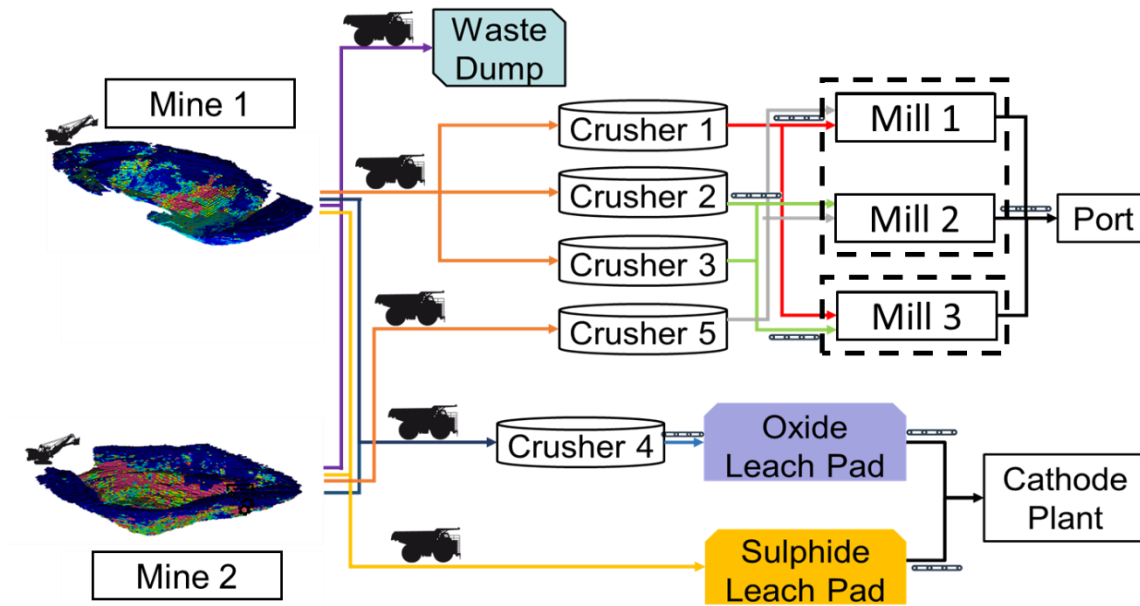 Waste
Dump
Mine 1
Crusher 1
Mill 1
Crusher 2
Mill 2
Port
Crusher 3
Crusher 5
Mill 3
Crusher 4
Oxide
Leach Pad
Cathode
Plant
Sulphide
Leach Pad
Mine 2